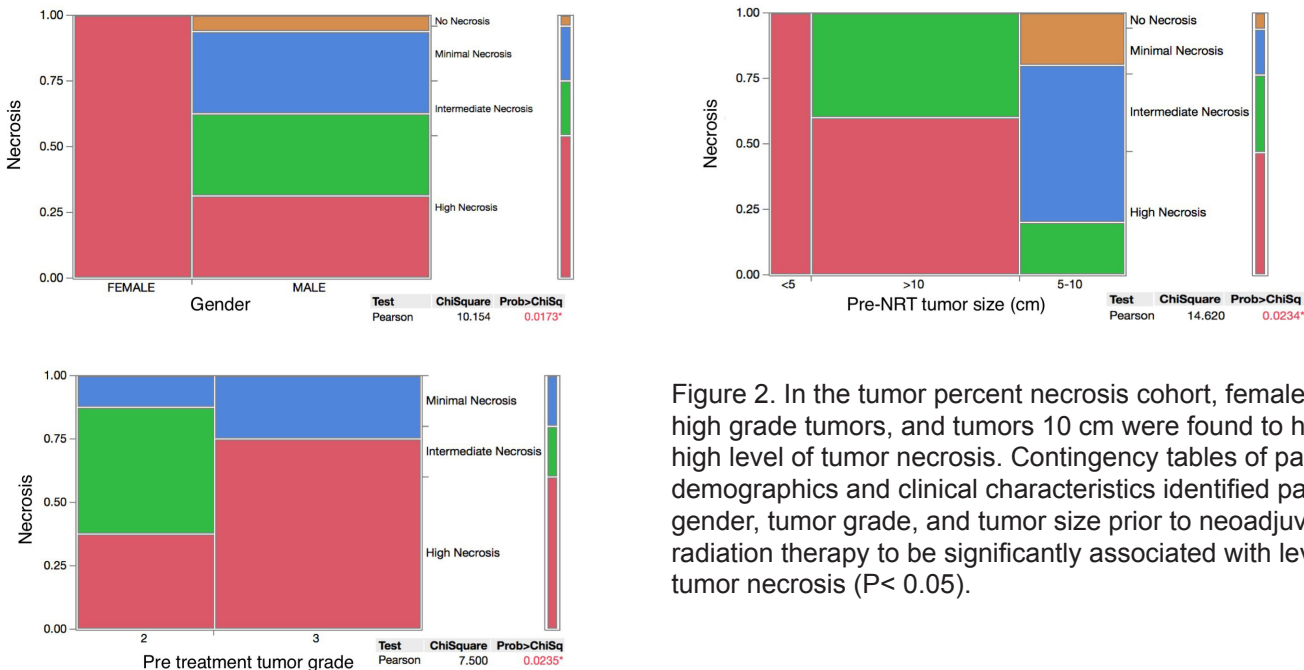 1.00
0.75
0.50
0.25
0.00
Necrosis
No Necrosis
Minimal Necrosis
Intermediate Necrosis
High Necrosis
FEMALE
MALE
Gender
Test ChiSquare Prob>ChiSq
Pearson 10.154 0.0173*
1.00
0.75
0.50
0.25
0.00
Necrosis
No Necrosis
Minimal Necrosis
Intermediate Necrosis
High Necrosis
<5
>10
5-10
Pre-NRT tumor size (cm)
Test ChiSquare Prob>ChiSq
Pearson 14.620 0.0234*
1.00
0.75
0.50
0.25
0.00
Necrosis
Minimal Necrosis
Intermediate Necrosis
High Necrosis
2
3
Pre treatment tumor grade
Test ChiSquare Prob>ChiSq
Pearson 7.500 0.0235*
Figure 2. In the tumor percent necrosis cohort, female
high grade tumors, and tumors 10 cm were found to h
high level of tumor necrosis. Contingency tables of pa
demographics and clinical characteristics identified pa
gender, tumor grade, and tumor size prior to neoadjuv
radiation therapy to be significantly associated with lev
tumor necrosis (P< 0.05).